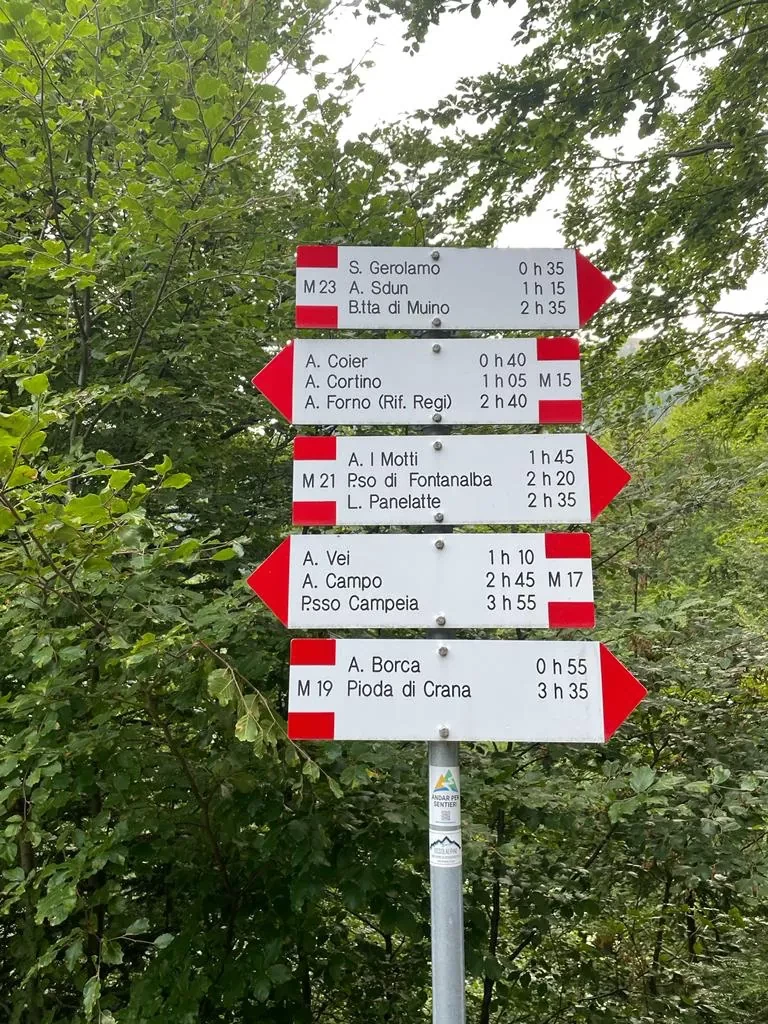 S. Gerolamo 0 h 35
M 23 A. Sdun 1 h 15
B.tta di Muino 2 h 35
A. Coier 0 h 40
A. Cortino 1 h 05 M 15
A. Forno (Rif. Regi) 2 h 40
A. I Motti 1 h 45
M 21 Pso di Fontanalba 2 h 20
L. Panelatte 2 h 35
A. Vei 1 h 10
A. Campo 2 h 45 M 17
P.sso Campeia 3 h 55
A. Borca 0 h 55
M 19 Pioda di Crana 3 h 35
ANDAR PER
SENTIERI